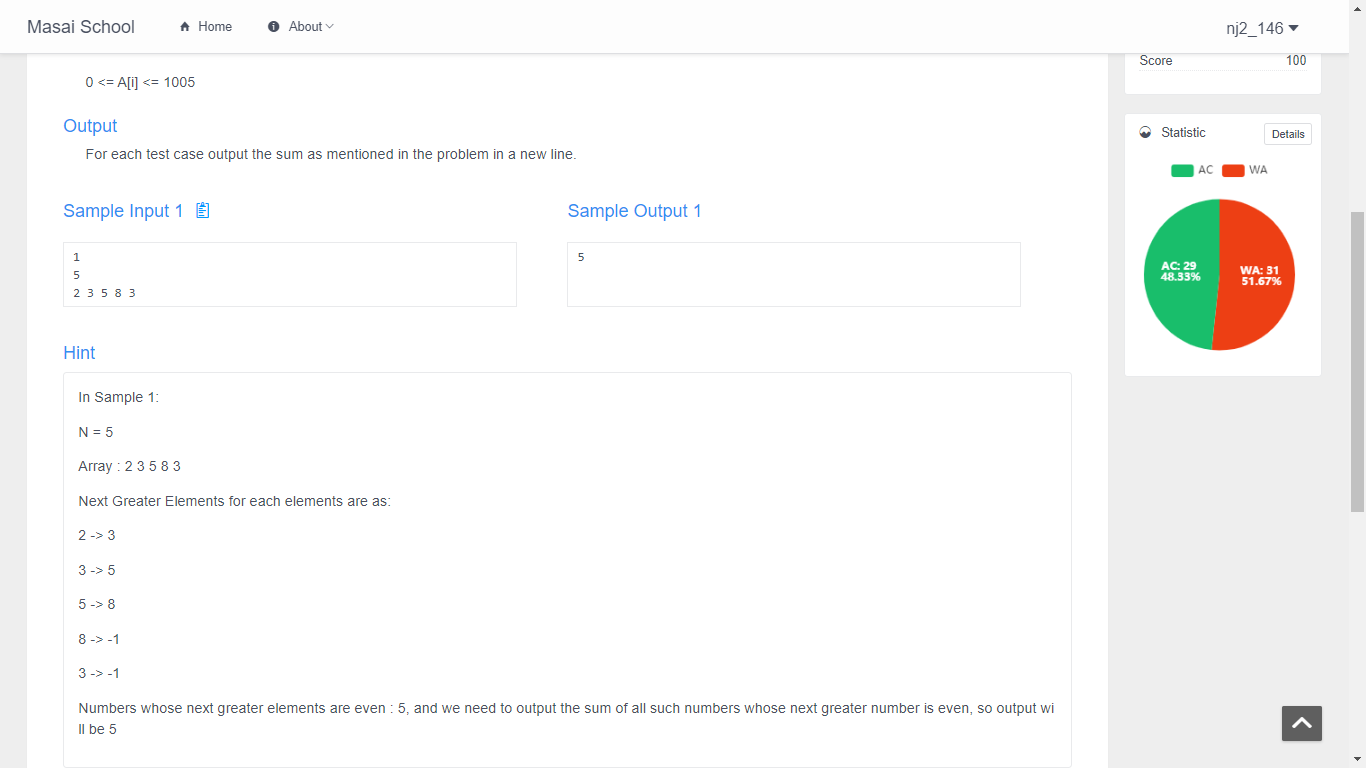 Masai School
Home
About
nj2_146
0 <= A[i] <= 1005
Output
For each test case output the sum as mentioned in the problem in a new line.
Sample Input 1
Sample Output 1
1
5
2 3 5 8 3
5
Hint
In Sample 1:
N = 5
Array : 2 3 5 8 3
Next Greater Elements for each elements are as:
2 -> 3
3 -> 5
5 -> 8
8 -> -1
3 -> -1
Numbers whose next greater elements are even : 5, and we need to output the sum of all such numbers whose next greater number is even, so output wi
ll be 5
Score 100
Statistic
Details
AC WA
AC: 29
48.33%
WA: 31
51.67%